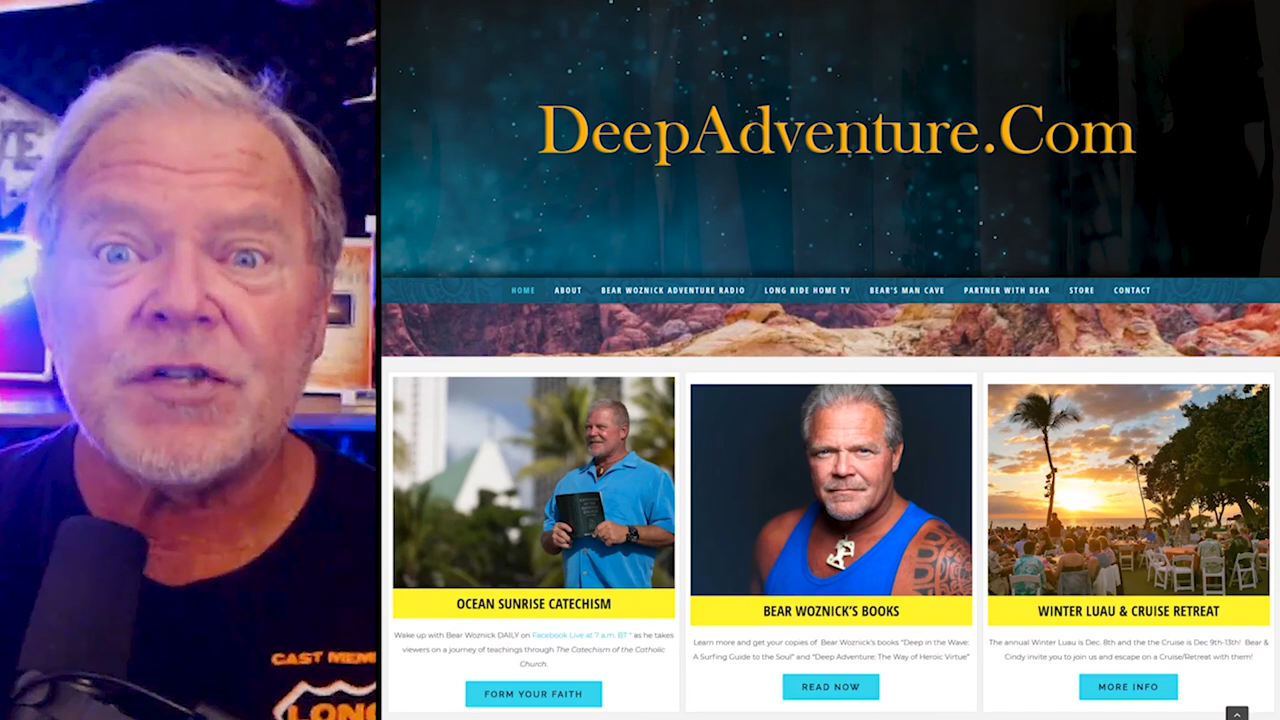 DeepAdventure.Com
HOME ABOUT BEAR WOZNICK ADVENTURE RADIO LONG RIDE HOME TV BEAR'S MAN CAVE PARTNER WITH BEAR STORE CONTACT
OCEAN SUNRISE CATECHISM
Wake up with Bear Woznick DAILY on Facebook Live at 7 a.m. BT * as he takes
viewers on a journey of teachings through The Catechism of the Catholic
Church.
FORM YOUR FAITH
BEAR WOZNICK'S BOOKS
Learn more and get your copies of Bear Woznick's books "Deep in the Wave:
A Surfing Guide to the Soul" and "Deep Adventure: The Way of Heroic Virtue"
READ NOW
WINTER LUAU & CRUISE RETREAT
The annual Winter Luau is Dec. 8th and the the Cruise is Dec 9th-13th! Bear &
Cindy invite you to join us and escape on a Cruise/Retreat with them!
MORE INFO
CAST MEM
LONG